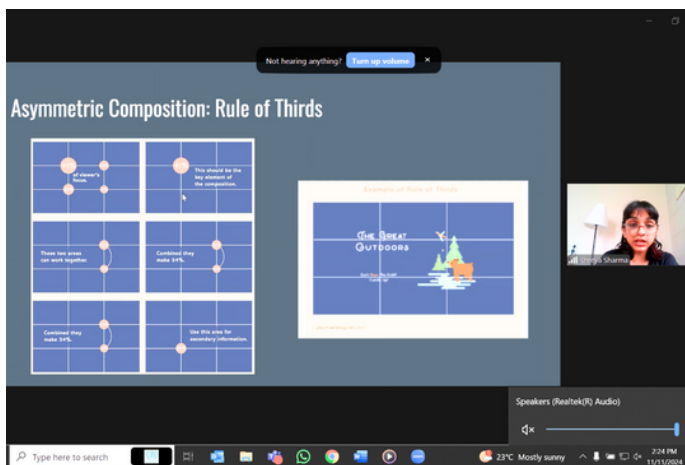 Not hearing anything? Turn up volume
Asymmetric Composition: Rule of Thirds
of viewer's
focus.
This should be the
key element of
the composition.
These two areas
can work together.
Combined they
make 34%.
Combined they
make 34%.
Use this area for
secondary information.
Example of Rule of Thirds
The Great
Outdoors
Sharma
Speakers (Realtek(R) Audio)
Type here to search
23°C Mostly sunny
2:24 PM
11/11/2024